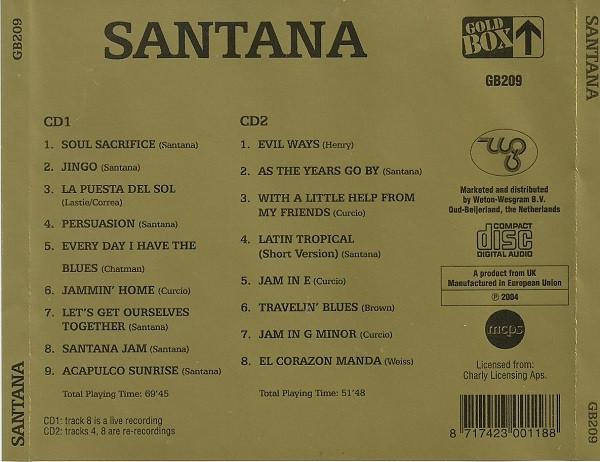 SANTANA
GB209
SANTANA
GOLD
BOX
GB209
CD1
1. SOUL SACRIFICE (Santana)
2. JINGO (Santana)
3. LA PUESTA DEL SOL
(Lastie/Correa)
4. PERSUASION (Santana)
5. EVERY DAY I HAVE THE
BLUES (Chatman)
6. JAMMIN' HOME (Curcio)
7. LET'S GET OURSELVES
TOGETHER (Santana)
8. SANTANA JAM (Santana)
9. ACAPULCO SUNRISE (Santana)
Total Playing Time: 69'45
CD1: track 8 is a live recording
CD2: tracks 4, 8 are re-recordings
CD2
1. EVIL WAYS (Henry)
2. AS THE YEARS GO BY (Santana)
3. WITH A LITTLE HELP FROM
MY FRIENDS (Curcio)
4. LATIN TROPICAL
(Short Version) (Santana)
5. JAM IN E (Curcio)
6. TRAVELIN' BLUES (Brown)
7. JAM IN G MINOR (Curcio)
8. EL CORAZON MANDA (Weiss)
Total Playing Time: 51'48
Marketed and distributed
by Weton-Wesgram B.V.
Oud-Beijerland, the Netherlands
COMPACT
disc
DIGITAL AUDIO
A product from UK
Manufactured in European Union
℗ 2004
mcps
Licensed from:
Charly Licensing Aps.
8 717423 001188
SANTANA
GB209